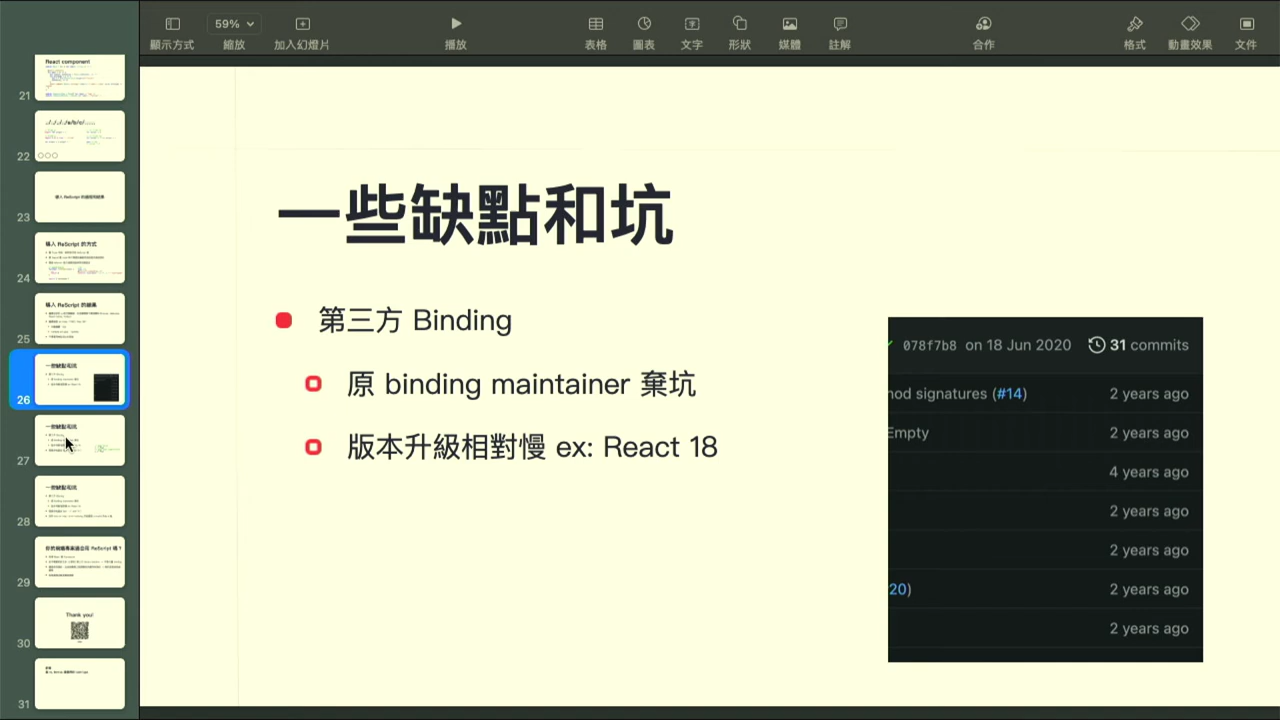 59%
顯示方式
縮放
加入幻燈片
播放
表格
圖表
文字
形狀
媒體
註解
合作
格式
動畫效果
文件
React component
21
22
23
導入 ReScript 的方式
24
導入 ReScript 的結果
25
一些缺點和坑
26
一些缺點和坑
27
一些缺點和坑
28
29
Thank you!
30
31
一些缺點和坑
第三方 Binding
原 binding maintainer 棄坑
版本升級相對慢 ex: React 18
078f7b8 on 18 Jun 2020 31 commits
nod signatures (#14) 2 years ago
Empty 2 years ago
4 years ago
2 years ago
2 years ago
20) 2 years ago
2 years ago